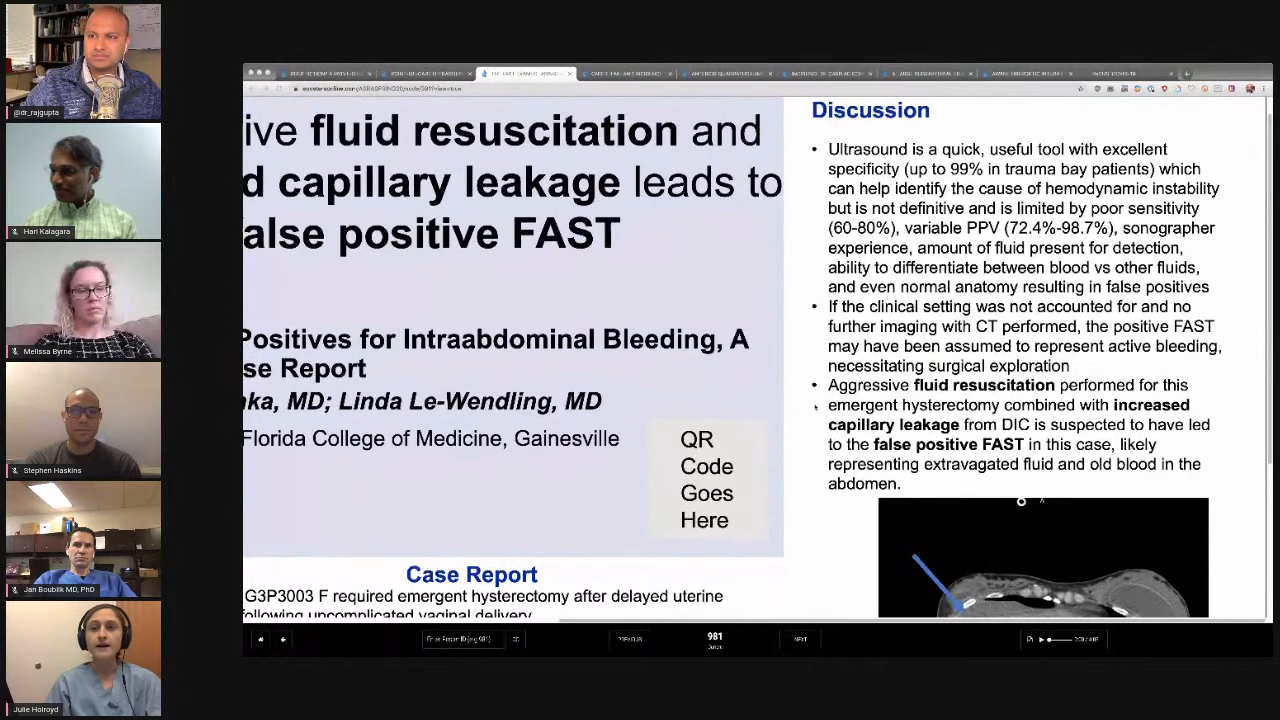 @dr_rajgupta
Hari Kalagara
Melissa Byrne
Stephen Haskins
Jan Boublik MD, PhD
Julie Holroyd
ive fluid resuscitation and
d capillary leakage leads to
alse positive FAST
Positives for Intraabdominal Bleeding, A
se Report
ka, MD; Linda Le-Wendling, MD
Florida College of Medicine, Gainesville
QR
Code
Goes
Here
Case Report
G3P3003 F required emergent hysterectomy after delayed uterine
following uncomplicated vaginal delivery
Discussion
• Ultrasound is a quick, useful tool with excellent
specificity (up to 99% in trauma bay patients) which
can help identify the cause of hemodynamic instability
but is not definitive and is limited by poor sensitivity
(60-80%), variable PPV (72.4%-98.7%), sonographer
experience, amount of fluid present for detection,
ability to differentiate between blood vs other fluids,
and even normal anatomy resulting in false positives
• If the clinical setting was not accounted for and no
further imaging with CT performed, the positive FAST
may have been assumed to represent active bleeding,
necessitating surgical exploration
• Aggressive fluid resuscitation performed for this
emergent hysterectomy combined with increased
capillary leakage from DIC is suspected to have led
to the false positive FAST in this case, likely
representing extravagated fluid and old blood in the
abdomen.
A
PREVIOUS
981
NEXT